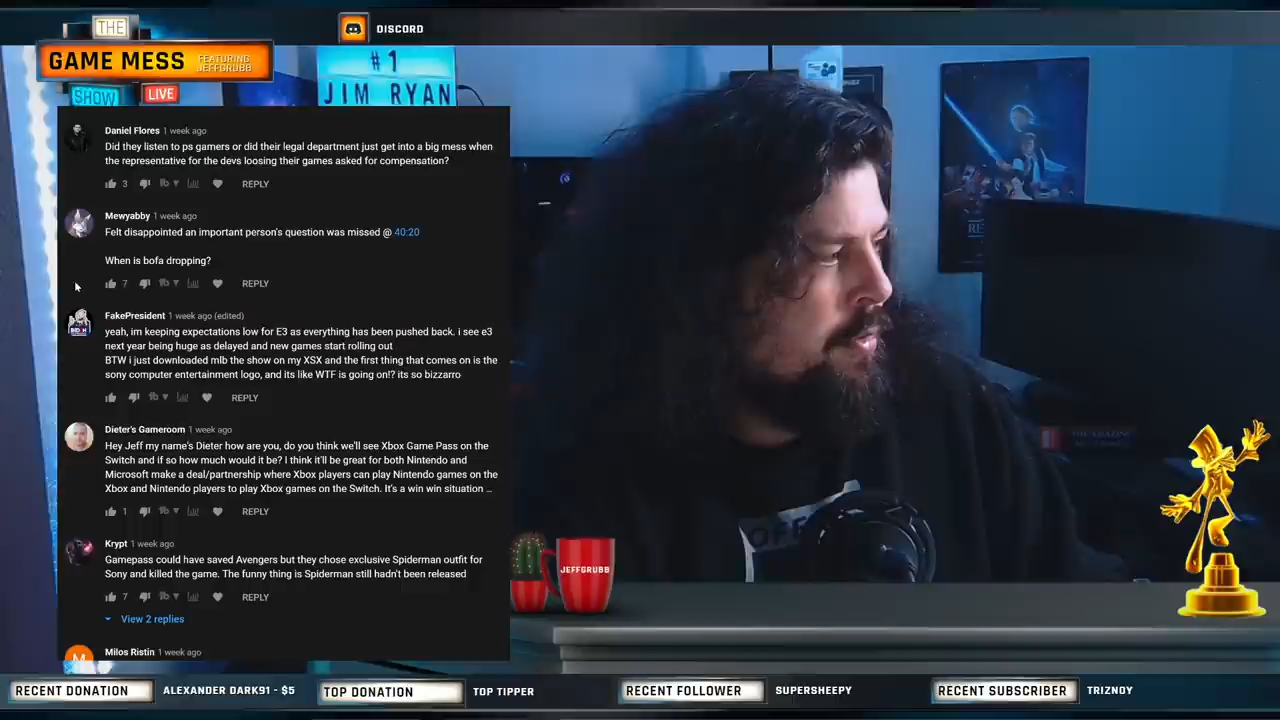 THE
GAME MESS
FEATURING
JEFFGRUBB
SHOW
LIVE
DISCORD
#1
JIM RYAN
Daniel Flores 1 week ago
Did they listen to ps gamers or did their legal department just get into a big mess when
the representative for the devs loosing their games asked for compensation?
3 REPLY
Mewyabby 1 week ago
Felt disappointed an important person's question was missed @ 40:20
When is bofa dropping?
7 REPLY
FakePresident 1 week ago (edited)
yeah, im keeping expectations low for E3 as everything has been pushed back. i see e3
next year being huge as delayed and new games start rolling out
BTW i just downloaded mlb the show on my XSX and the first thing that comes on is the
sony computer entertainment logo, and its like WTF is going on!? its so bizzarro
REPLY
Dieter's Gameroom 1 week ago
Hey Jeff my name's Dieter how are you, do you think we'll see Xbox Game Pass on the
Switch and if so how much would it be? I think it'll be great for both Nintendo and
Microsoft make a deal/partnership where Xbox players can play Nintendo games on the
Xbox and Nintendo players to play Xbox games on the Switch. It's a win win situation ...
1 REPLY
Krypt 1 week ago
Gamepass could have saved Avengers but they chose exclusive Spiderman outfit for
Sony and killed the game. The funny thing is Spiderman still hadn't been released
7 REPLY
View 2 replies
M
Milos Ristin 1 week ago
JEFFGRUBB
RECENT DONATION
ALEXANDER DARK91 - $5
TOP DONATION
TOP TIPPER
RECENT FOLLOWER
SUPERSHEEPY
RECENT SUBSCRIBER
TRIZNOY